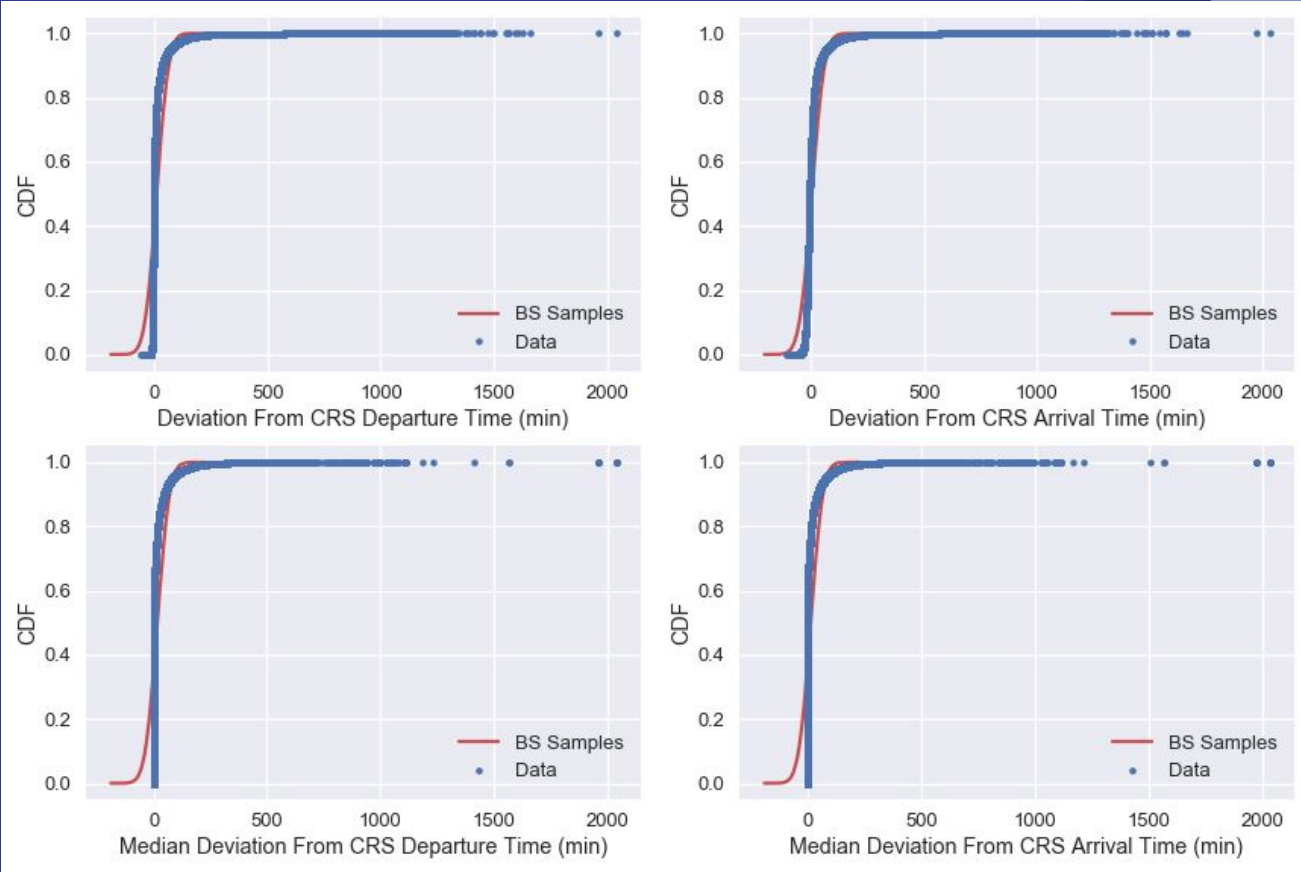 1.0
0.8
0.6
0.4
0.2
0.0
CDF
BS Samples
Data
0 500 1000 1500 2000
Deviation From CRS Departure Time (min)
1.0
0.8
0.6
0.4
0.2
0.0
CDF
BS Samples
Data
0 500 1000 1500 2000
Deviation From CRS Arrival Time (min)
1.0
0.8
0.6
0.4
0.2
0.0
CDF
BS Samples
Data
0 500 1000 1500 2000
Median Deviation From CRS Departure Time (min)
1.0
0.8
0.6
0.4
0.2
0.0
CDF
BS Samples
Data
0 500 1000 1500 2000
Median Deviation From CRS Arrival Time (min)